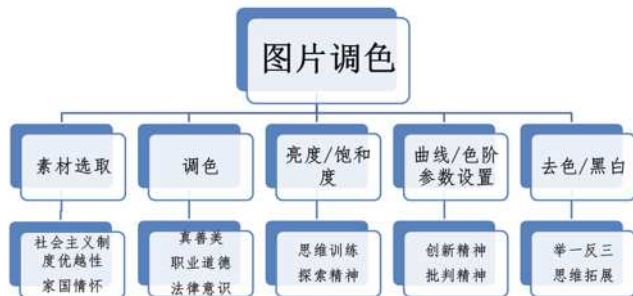 图片调色
素材选取
调色
亮度/饱和
度
曲线/色阶
参数设置
去色/黑白
社会主义制
度优越性
家国情怀
真善美
职业道德
法律意识
思维训练
探索精神
创新精神
批判精神
举一反三
思维拓展